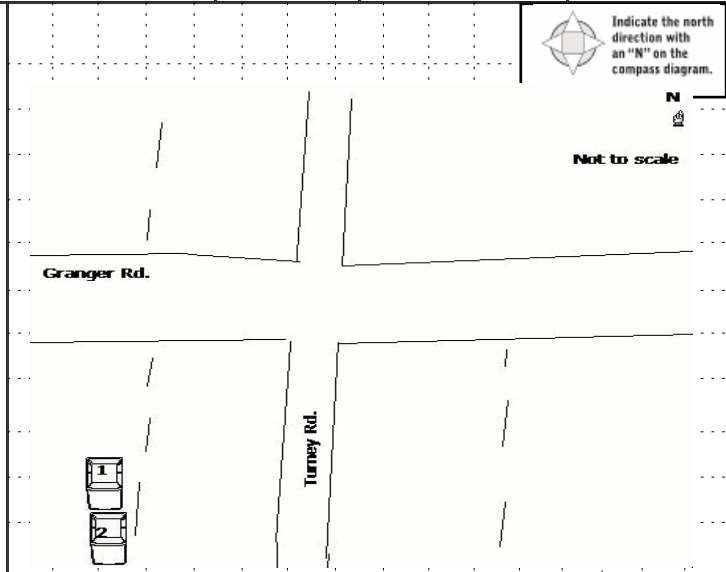 Indicate the north
direction with
an “N” on the
compass diagram.
N
Not to scale
Granger Rd.
Turney Rd.
1
2